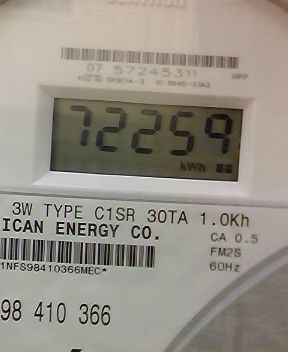 07 57245311
72259
kWh
3W TYPE C1SR 30TA 1.0Kh
ICAN ENERGY CO.
CA 0.5
FM2S
60Hz
1NFS98410366MEC*
98 410 366